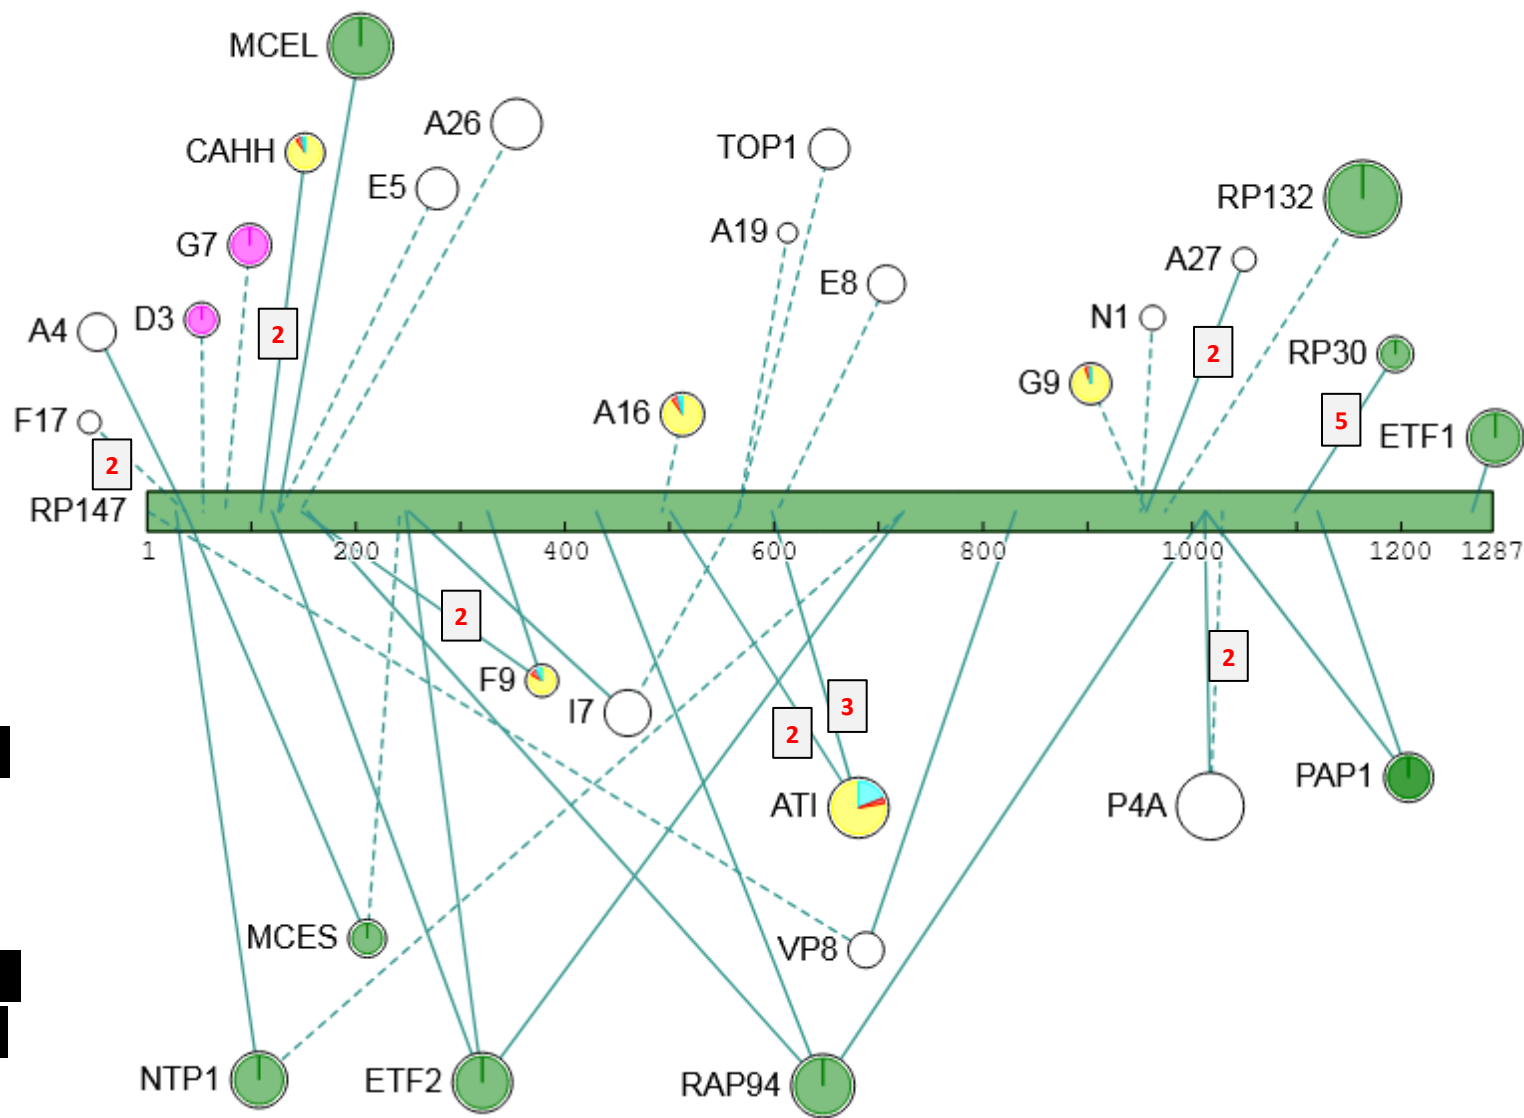 MCEL
A26
CAHH
TOP1
E5
RP132
A19
G7
A27
E8
D3
N1
A4
RP30
2
2
G9
A16
5
F17
ETF1
2
RP147
1 200 400 600 800 1000 1200 1287
2
2
F9
3
I7
2
PAP1
ATI
P4A
MCES
VP8
NTP1
ETF2
RAP94